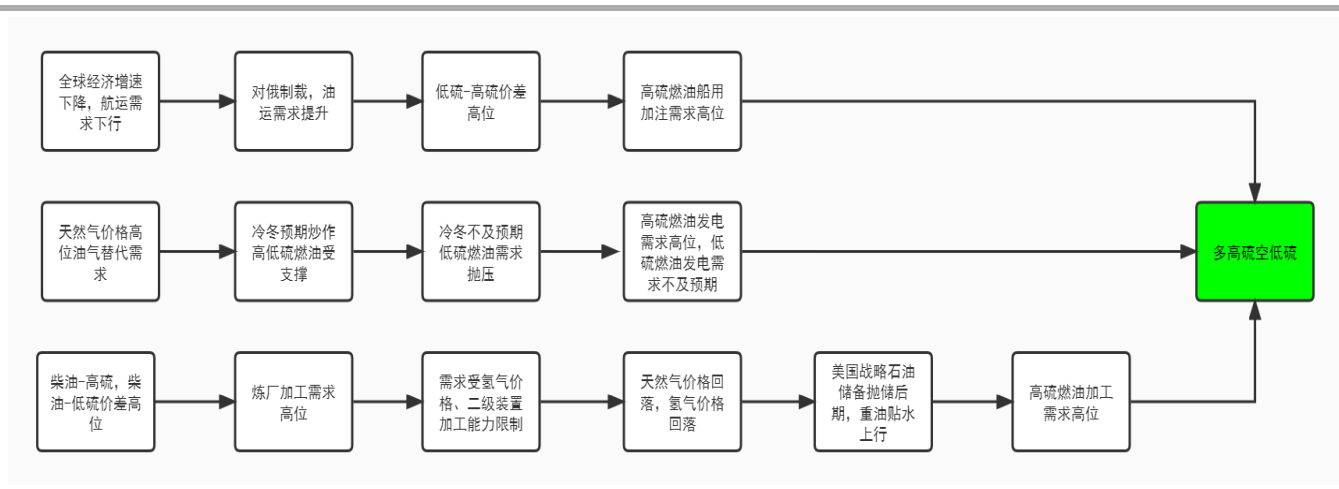 全球经济增速
下降，航运需
求下行
对俄制裁，油
运需求提升
低硫-高硫价差
高位
高硫燃油船用
加注需求高位
天然气价格高
位油气替代需
求
冷冬预期炒作
高低硫燃油受
支撑
冷冬不及预期
低硫燃油需求
抛压
高硫燃油发电
需求高位，低
硫燃油发电需
求不及预期
多高硫空低硫
柴油-高硫，柴
油-低硫价差高
位
炼厂加工需求
高位
需求受氢气价
格、二级装置
加工能力限制
天然气价格回
落，氢气价格
回落
美国战略石油
储备抛储后
期，重油贴水
上行
高硫燃油加工
需求高位